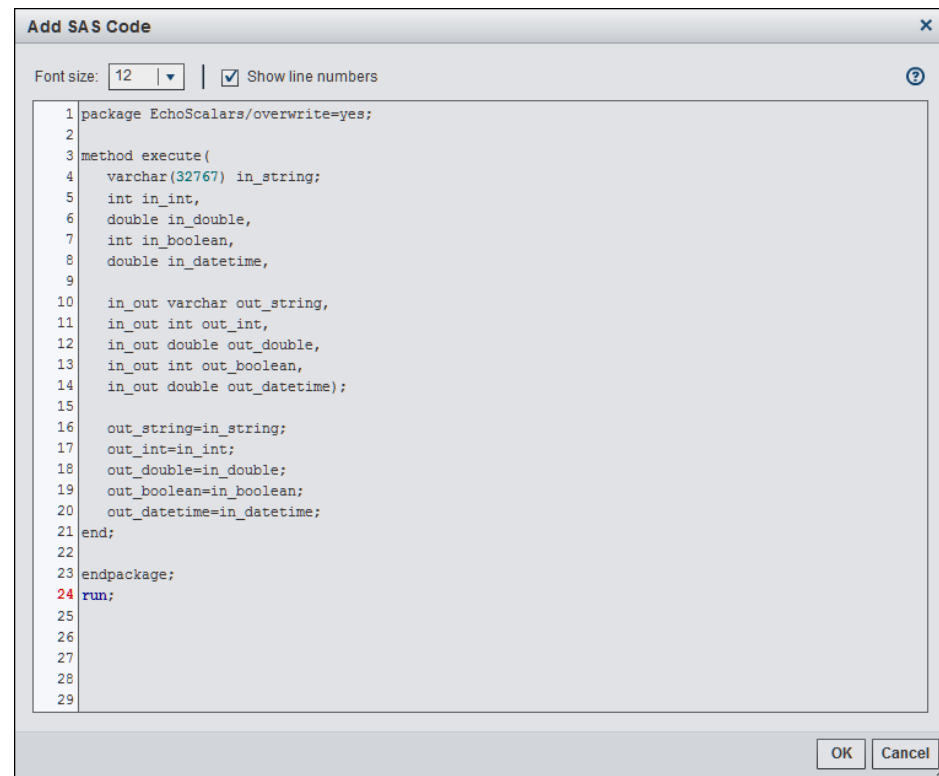 Add SAS Code
Font size: 12 Show line numbers
1 package EchoScalars/overwrite=yes;
2
3 method execute(
4 varchar(32767) in_string;
5 int in_int,
6 double in_double,
7 int in_boolean,
8 double in_datetime,
9
10 in_out varchar out_string,
11 in_out int out_int,
12 in_out double out_double,
13 in_out int out_boolean,
14 in_out double out_datetime);
15
16 out_string=in_string;
17 out_int=in_int;
18 out_double=in_double;
19 out_boolean=in_boolean;
20 out_datetime=in_datetime;
21 end;
22
23 endpackage;
24 run;
25
26
27
28
29
OK Cancel